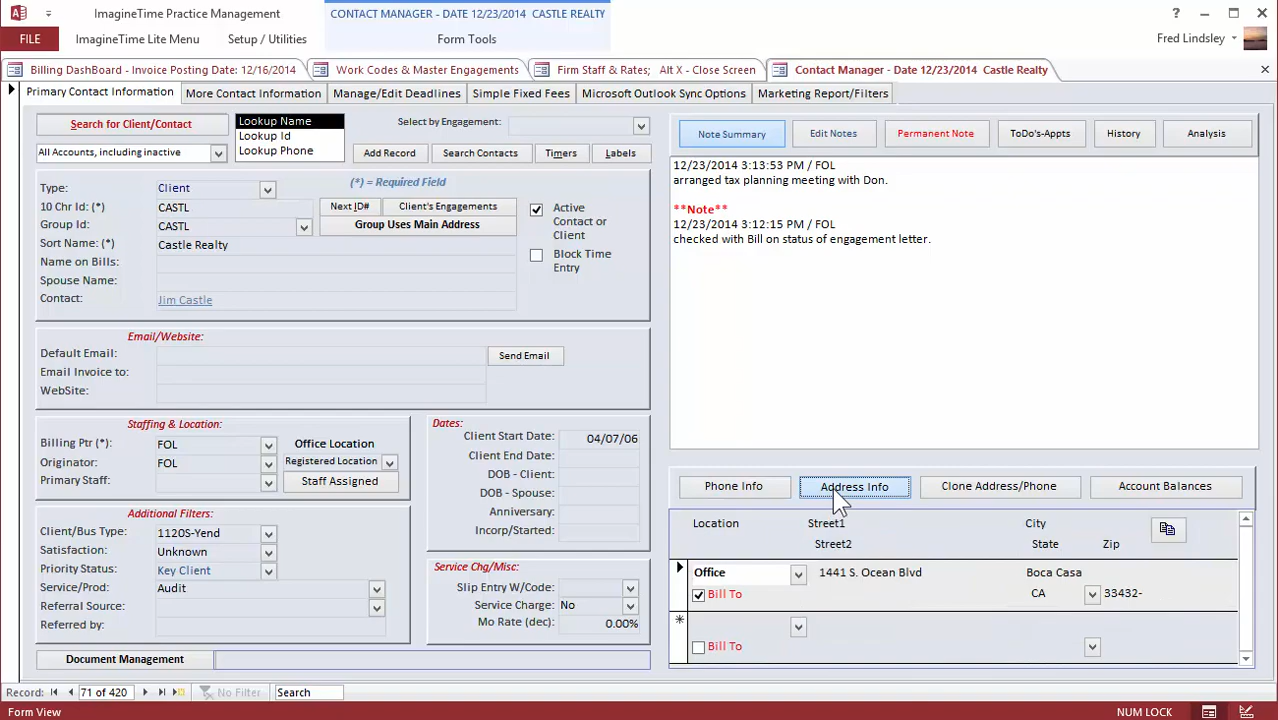 ImagineTime Practice Management
CONTACT MANAGER - DATE 12/23/2014 CASTLE REALTY
?
FILE
ImagineTime Lite Menu
Setup / Utilities
Form Tools
Fred Lindsley
Billing DashBoard - Invoice Posting Date: 12/16/2014
Work Codes & Master Engagements
Firm Staff & Rates; Alt X - Close Screen
Contact Manager - Date 12/23/2014 Castle Realty
Primary Contact Information
More Contact Information
Manage/Edit Deadlines
Simple Fixed Fees
Microsoft Outlook Sync Options
Marketing Report/Filters
Search for Client/Contact
Lookup Name
Lookup Id
Lookup Phone
Select by Engagement:
All Accounts, including inactive
Add Record
Search Contacts
Timers
Labels
Type: Client
(*) = Required Field
10 Chr Id: (*) CASTL
Next ID#
Client's Engagements
Group Id: CASTL
Group Uses Main Address
Sort Name: (*) Castle Realty
Name on Bills:
Spouse Name:
Contact: Jim Castle
Active
Contact or
Client
Block Time
Entry
Email/Website:
Default Email:
Send Email
Email Invoice to:
WebSite:
Staffing & Location:
Billing Ptr (*): FOL
Office Location
Originator: FOL
Registered Location
Primary Staff:
Staff Assigned
Dates:
Client Start Date: 04/07/06
Client End Date:
DOB - Client:
DOB - Spouse:
Anniversary:
Incorp/Started:
Additional Filters:
Client/Bus Type: 1120S-Yend
Satisfaction: Unknown
Priority Status: Key Client
Service/Prod: Audit
Referral Source:
Referred by:
Service Chg/Misc:
Slip Entry W/Code:
Service Charge: No
Mo Rate (dec): 0.00%
Document Management
Note Summary
Edit Notes
Permanent Note
ToDo's-Appts
History
Analysis
12/23/2014 3:13:53 PM / FOL
arranged tax planning meeting with Don.
**Note**
12/23/2014 3:12:15 PM / FOL
checked with Bill on status of engagement letter.
Phone Info
Address Info
Clone Address/Phone
Account Balances
Location Street1 City
Street2 State Zip
Office 1441 S. Ocean Blvd Boca Casa
Bill To CA 33432-
*
Bill To
Record: 71 of 420
No Filter
Search
Form View
NUM LOCK